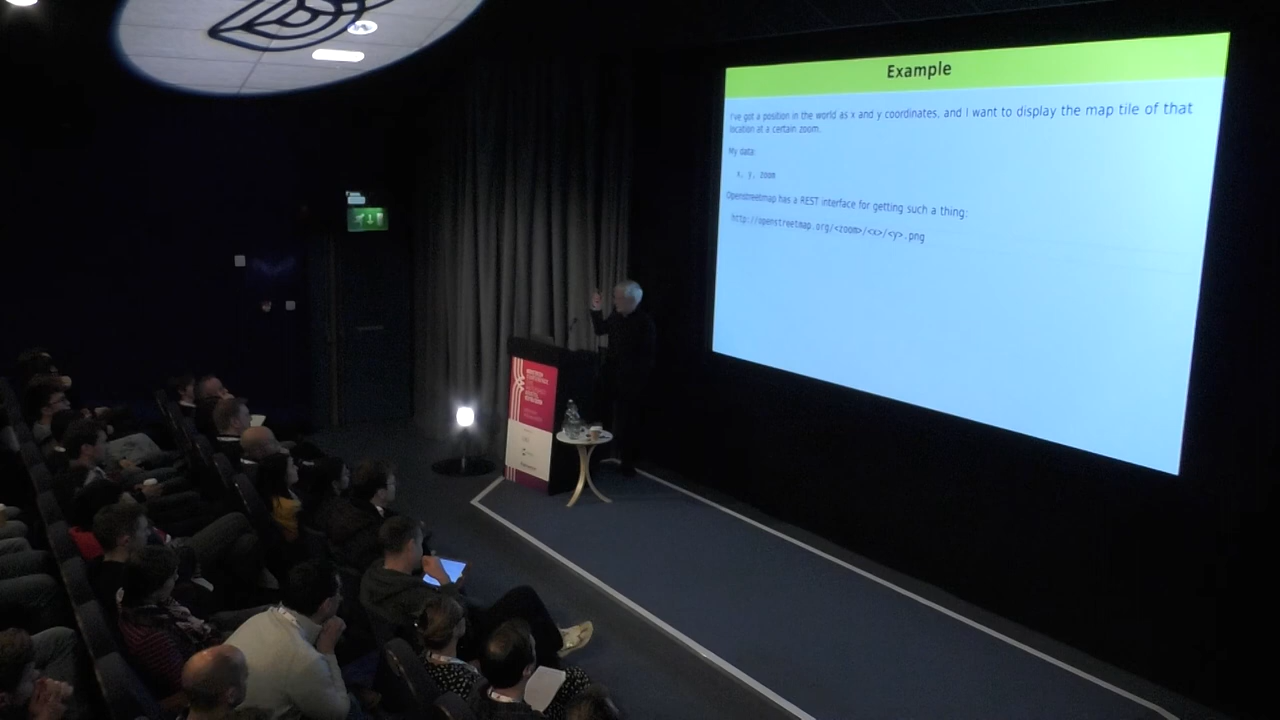 Example
I've got a position in the world as x and y coordinates, and I want to display the map tile of that
location at a certain zoom.
My data:
x, y, zoom
Openstreetmap has a REST interface for getting such a thing:
http://openstreetmap.org/<zoom>/<x>/<y>.png